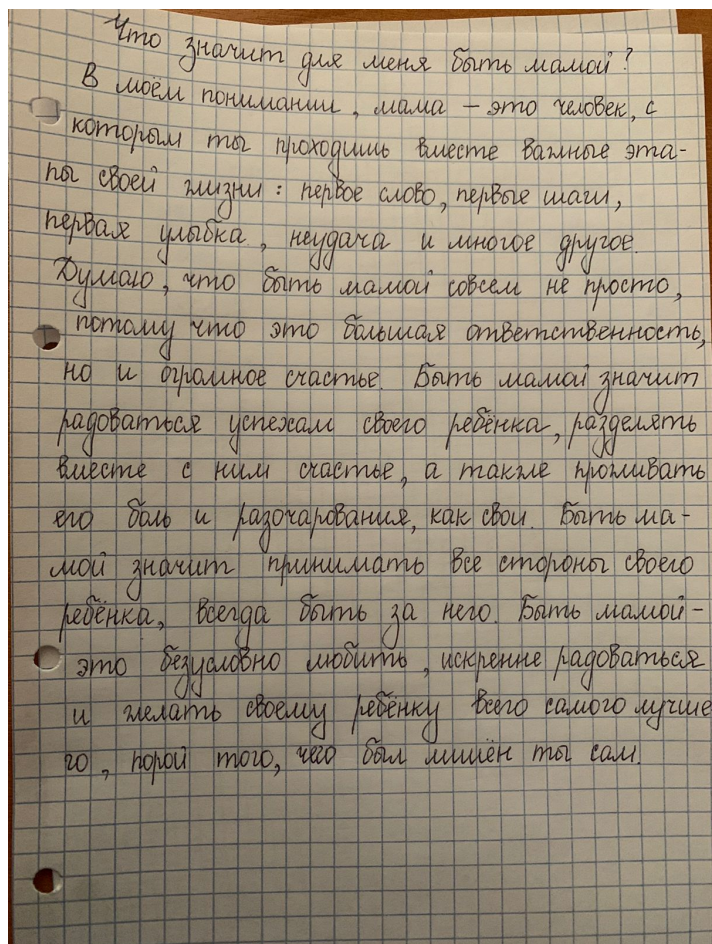 Что значит для меня быть мамой?
В моём понимании, мама – это человек, с
которым ты проходишь вместе важные эта-
пы своей жизни: первое слово, первые шаги,
первая улыбка, неудача и многое другое.
Думаю, что быть мамой совсем не просто,
потому что это большая ответственность,
но и огромное счастье. Быть мамой значит
радоваться успехам своего ребёнка, разделять
вместе с ним счастье, а также проживать
его боль и разочарования, как свои. Быть ма-
мой значит принимать все стороны своего
ребёнка, всегда быть за него. Быть мамой –
это безусловно любить, искренне радоваться
и желать своему ребёнку всего самого лучше
го, порой того, чего был лишён ты сам.